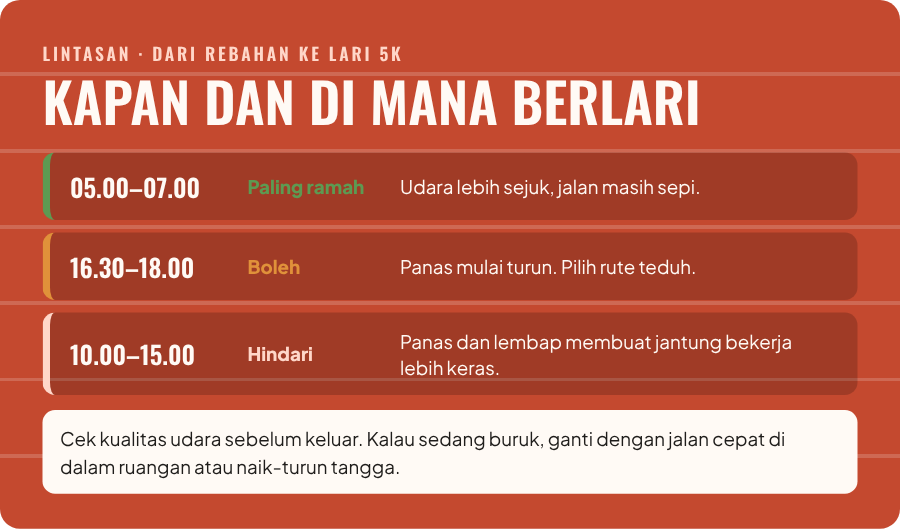 LINTASAN · DARI REBAHAN KE LARI 5K
KAPAN DAN DI MANA BERLARI
05.00–07.00 Paling ramah Udara lebih sejuk, jalan masih sepi.
16.30–18.00 Boleh Panas mulai turun. Pilih rute teduh.
10.00–15.00 Hindari Panas dan lembap membuat jantung bekerja
lebih keras.
Cek kualitas udara sebelum keluar. Kalau sedang buruk, ganti dengan jalan cepat di
dalam ruangan atau naik-turun tangga.